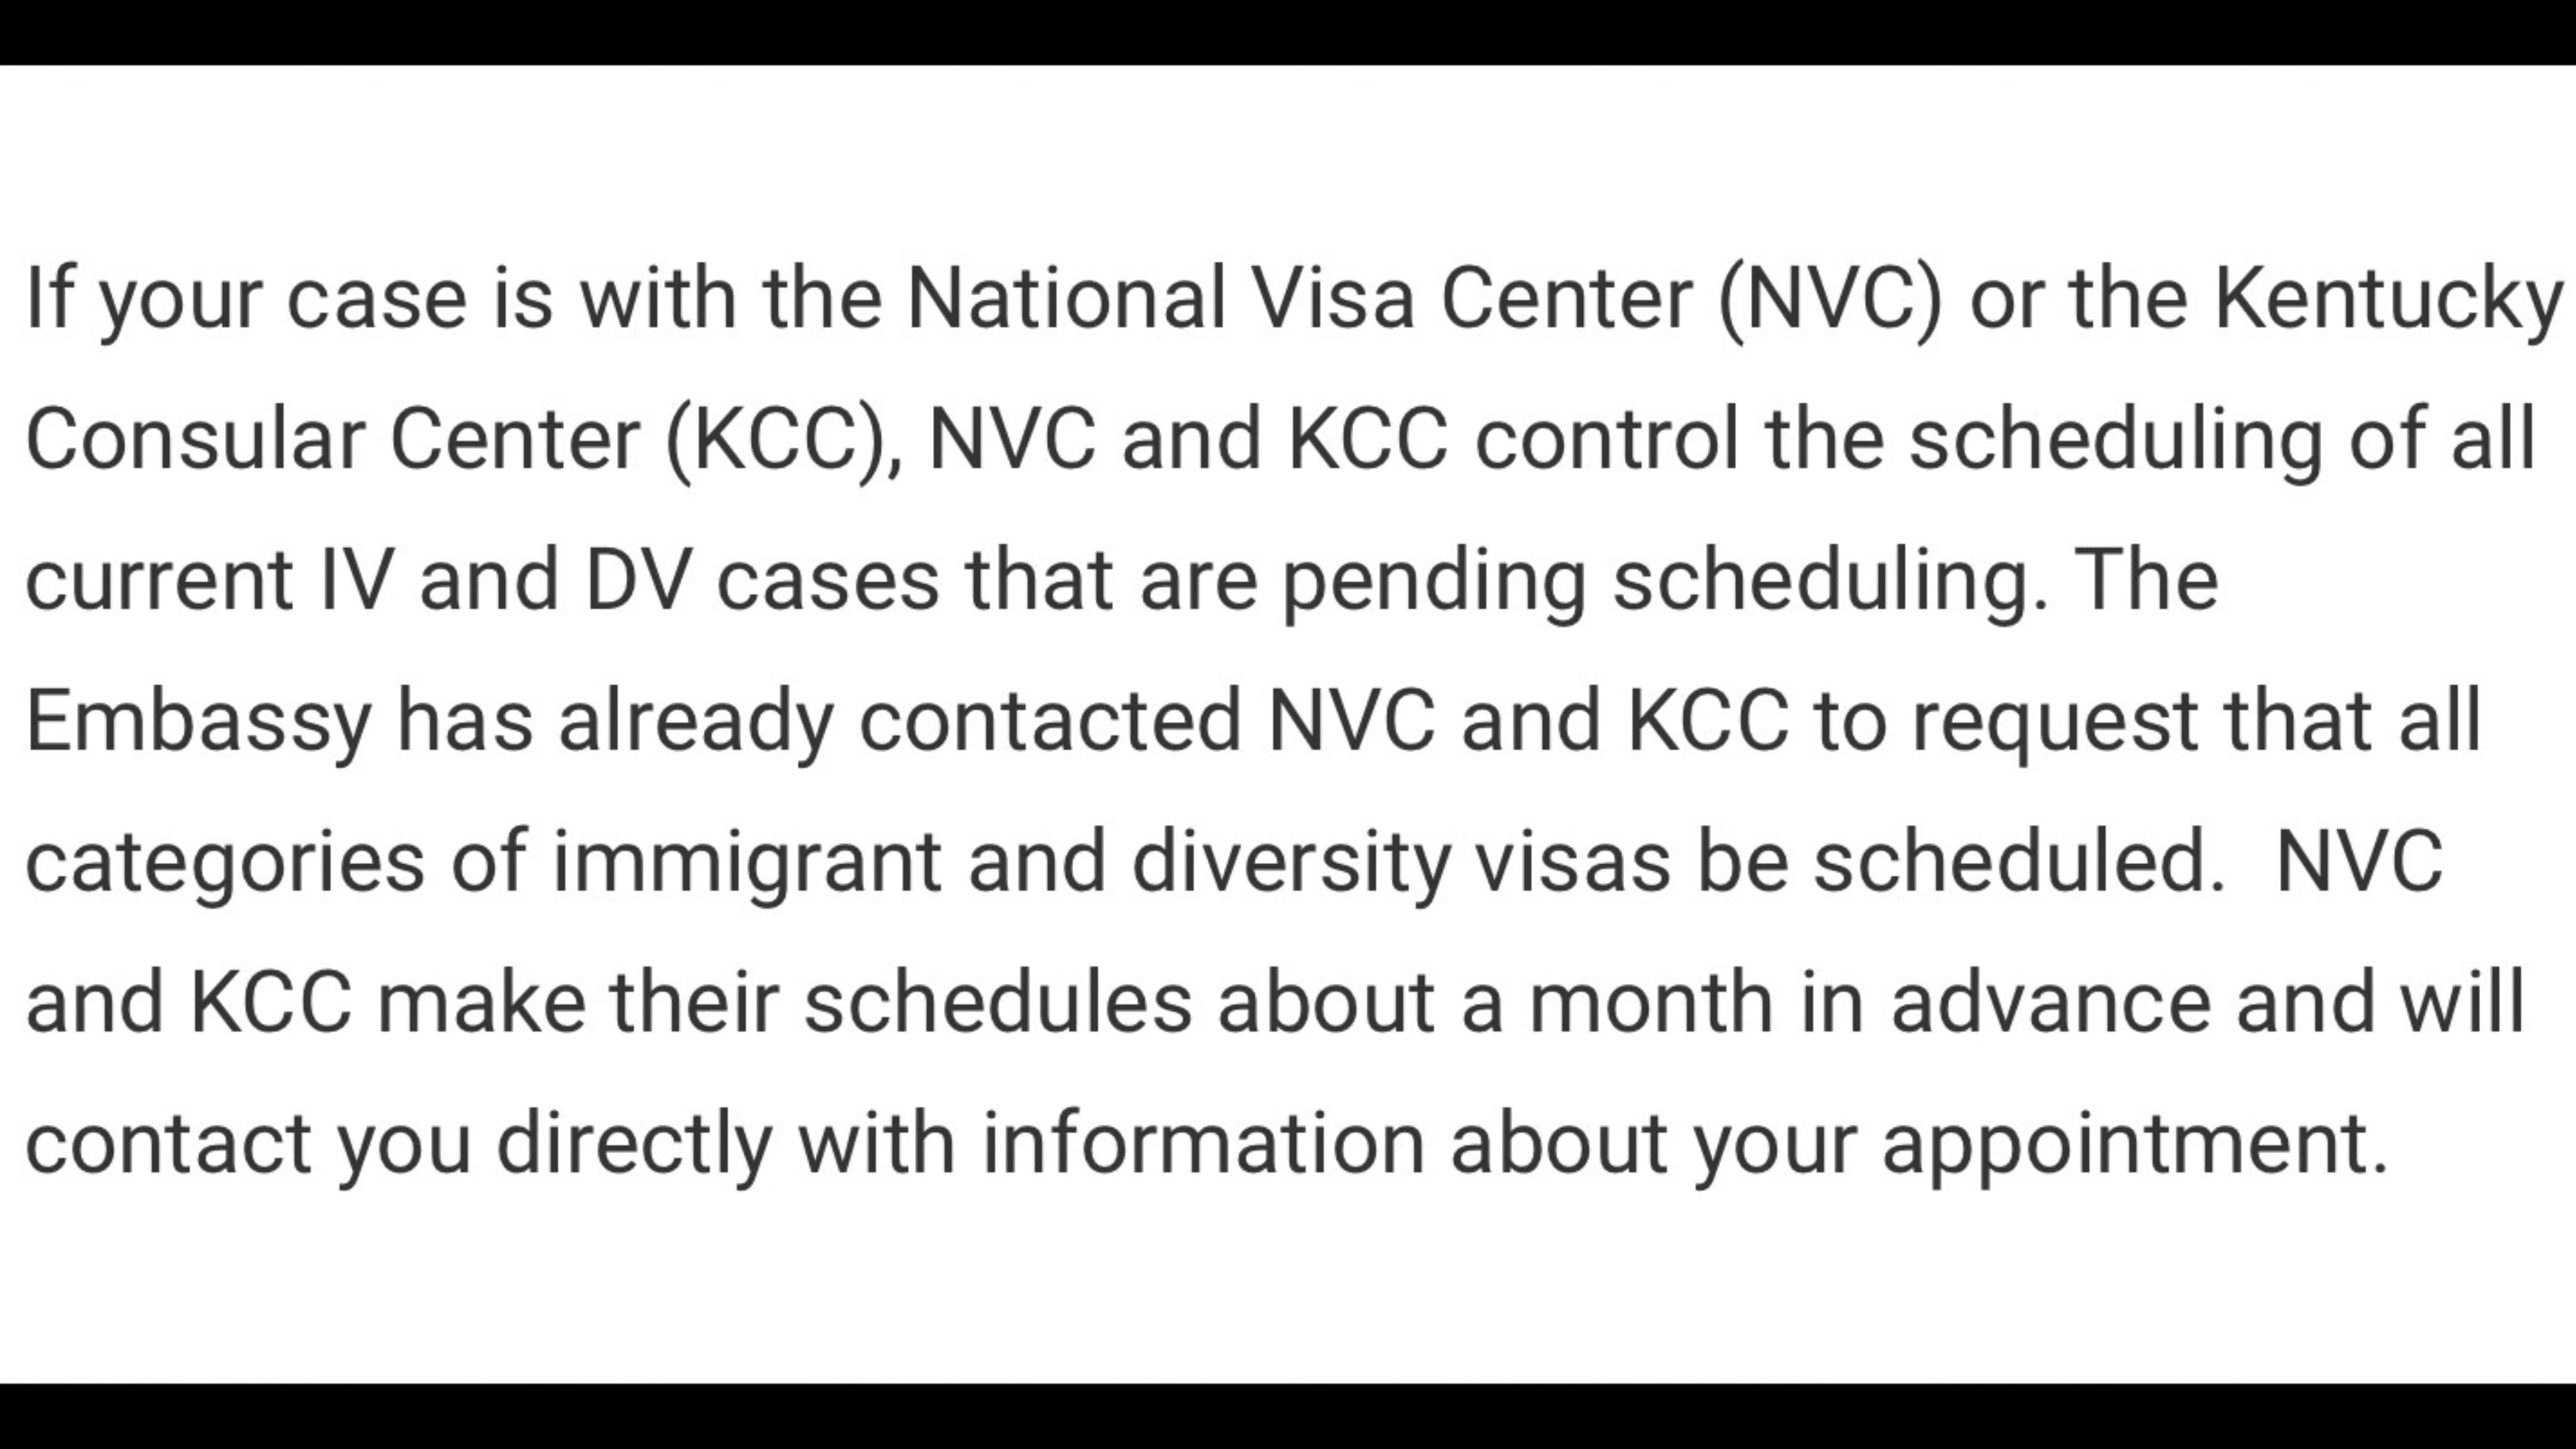 If your case is with the National Visa Center (NVC) or the Kentucky
Consular Center (KCC), NVC and KCC control the scheduling of all
current IV and DV cases that are pending scheduling. The
Embassy has already contacted NVC and KCC to request that all
categories of immigrant and diversity visas be scheduled.  NVC
and KCC make their schedules about a month in advance and will
contact you directly with information about your appointment.